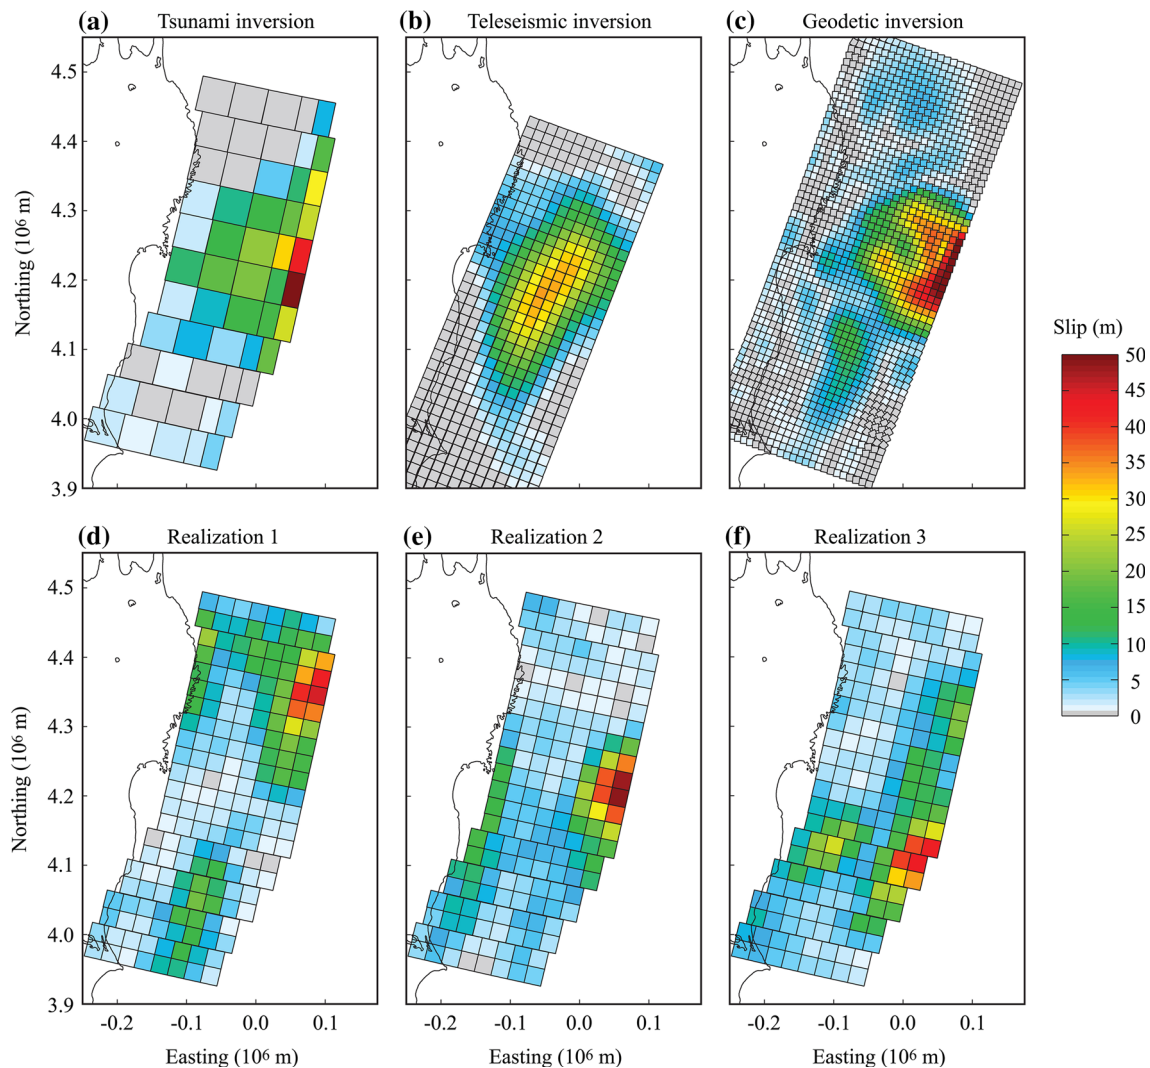 (a) Tsunami inversion
(b) Teleseismic inversion
(c) Geodetic inversion
4.5
4.4
4.3
4.2
4.1
4.0
3.9
Northing (10⁶ m)
Slip (m)
50
45
40
35
30
25
20
15
10
5
0
(d) Realization 1
(e) Realization 2
(f) Realization 3
4.5
4.4
4.3
4.2
4.1
4.0
3.9
Northing (10⁶ m)
-0.2 -0.1 0.0 0.1
-0.2 -0.1 0.0 0.1
-0.2 -0.1 0.0 0.1
Easting (10⁶ m)
Easting (10⁶ m)
Easting (10⁶ m)